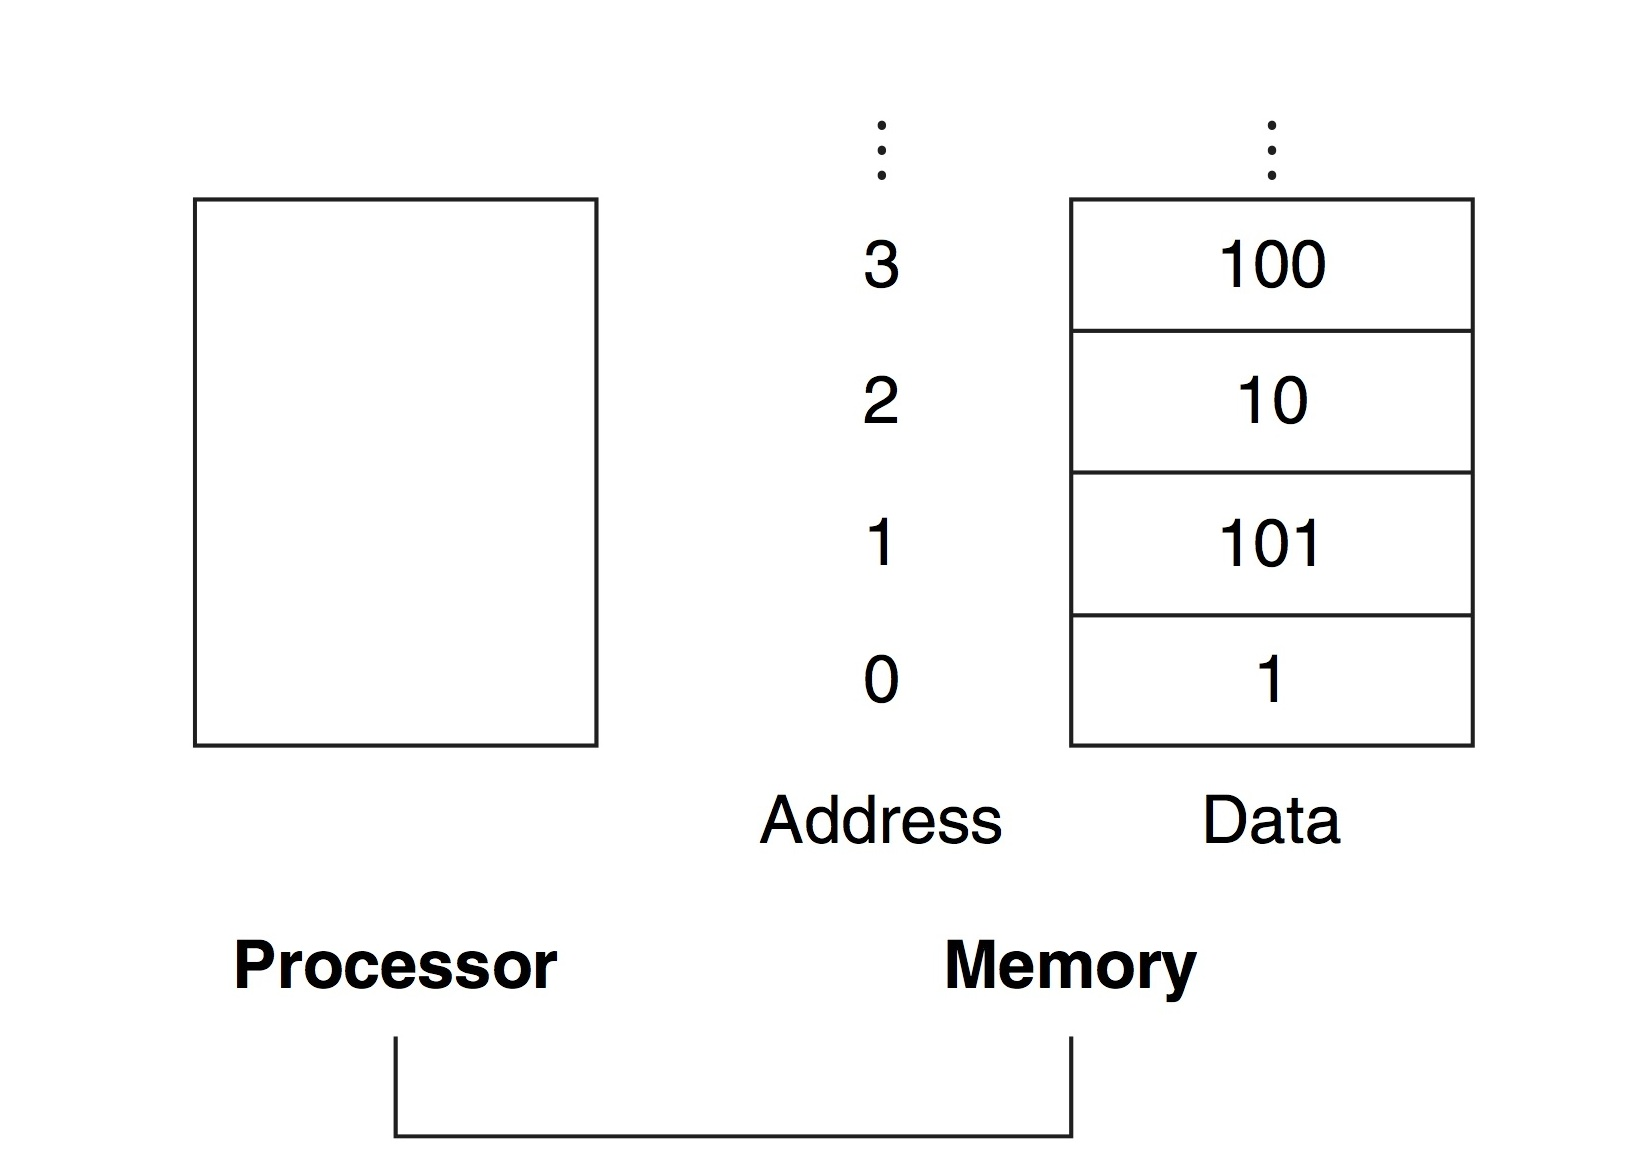 3 100
2 10
1 101
0 1
Address Data
Processor Memory